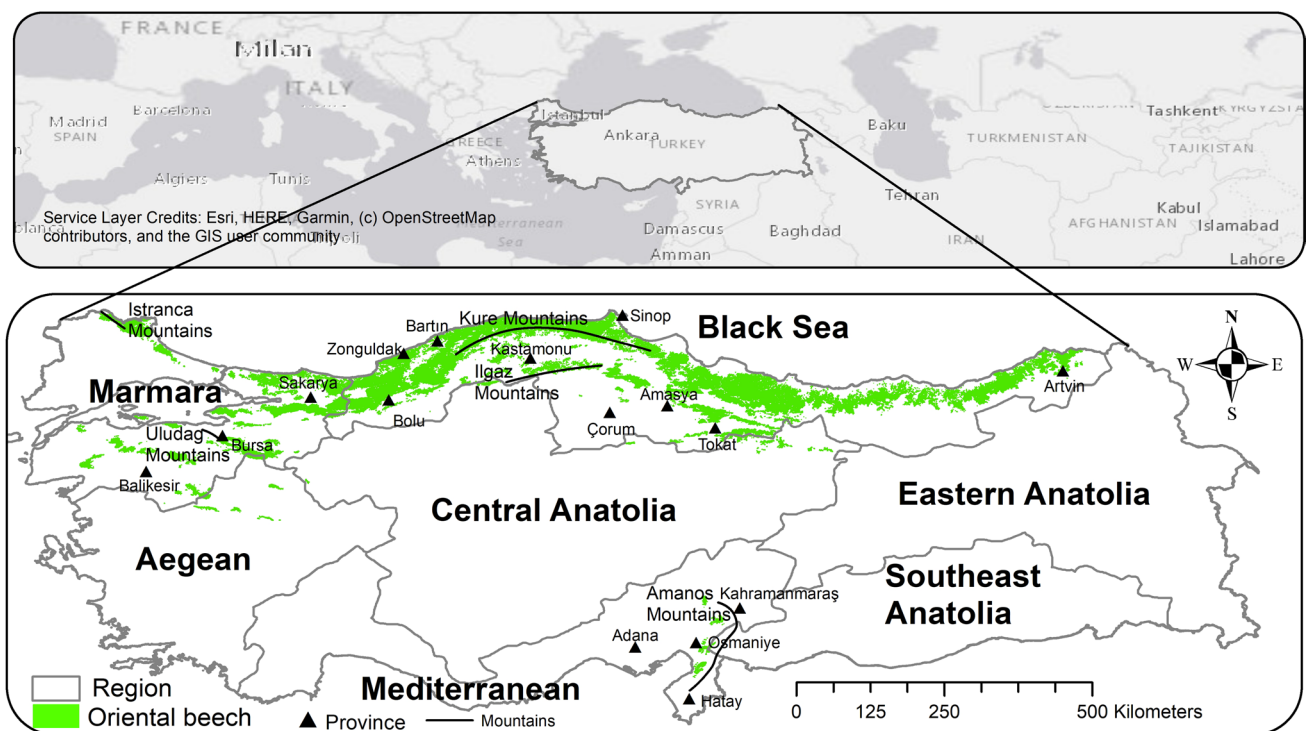 FRANCE
Milan
ITALY
Barcelona
Madrid
SPAIN
Istanbul
Ankara
TURKEY
GREECE
Athens
Baku
TURKMENISTAN
Tashkent
KYRGYZSTA
TAJIKISTAN
Algiers
Tunis
Tehran
SYRIA
Damascus
Baghdad
Amman
IRAN
AFGHANISTAN
Kabul
Islamabad
Lahore
Mediterranean
Sea
Service Layer Credits: Esri, HERE, Garmin, (c) OpenStreetMap
contributors, and the GIS user community
Istranca
Mountains
Bartın
Kure Mountains
Sinop
Black Sea
N
W
E
S
Zonguldak
Kastamonu
Ilgaz
Mountains
Marmara
Sakarya
Bolu
Amasya
Artvin
Çorum
Tokat
Uludag
Mountains
Bursa
Balikesir
Central Anatolia
Eastern Anatolia
Aegean
Southeast
Anatolia
Amanos
Mountains
Kahramanmaraş
Adana
Osmaniye
Hatay
Mediterranean
Region
Oriental beech
Province
Mountains
0 125 250 500 Kilometers